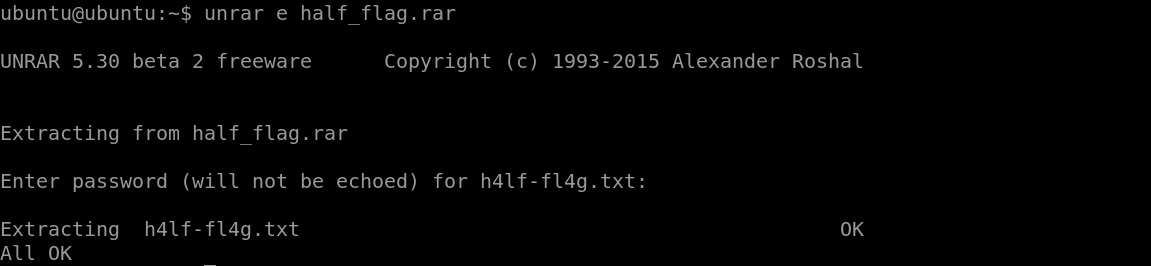 ubuntu@ubuntu:~$ unrar e half_flag.rar
UNRAR 5.30 beta 2 freeware      Copyright (c) 1993-2015 Alexander Roshal
Extracting from half_flag.rar
Enter password (will not be echoed) for h4lf-fl4g.txt:
Extracting  h4lf-fl4g.txt                                             OK
All OK